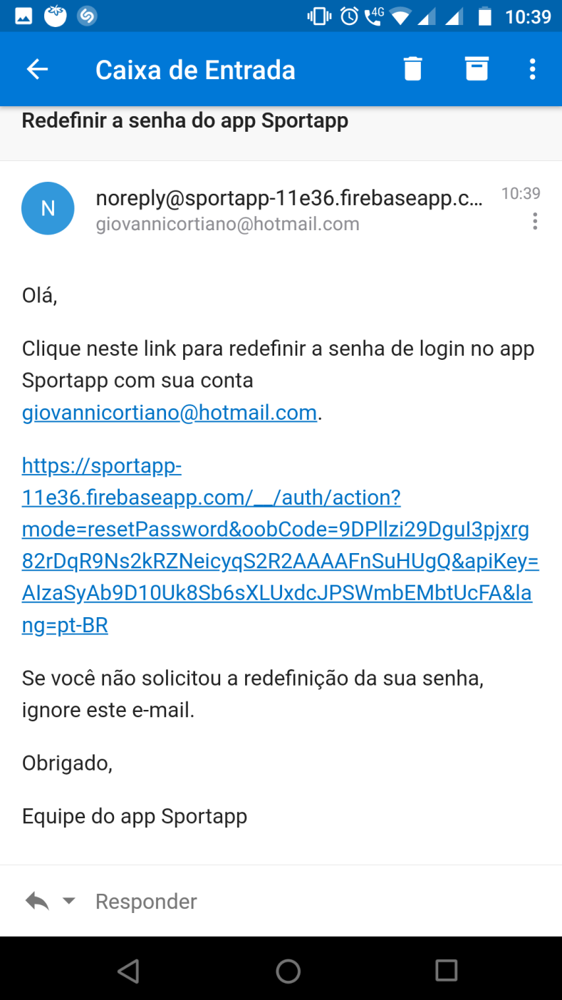 4G
10:39
Caixa de Entrada
Redefinir a senha do app Sportapp
N
noreply@sportapp-11e36.firebaseapp.c...
10:39
giovannicortiano@hotmail.com
Olá,
Clique neste link para redefinir a senha de login no app
Sportapp com sua conta
giovannicortiano@hotmail.com.
https://sportapp-
11e36.firebaseapp.com/__/auth/action?
mode=resetPassword&oobCode=9DPllzi29DguI3pjxrg
82rDqR9Ns2kRZNeicyqS2R2AAAAFnSuHUgQ&apiKey=
AIzaSyAb9D10Uk8Sb6sXLUxdcJPSWmbEMbtUcFA&la
ng=pt-BR
Se você não solicitou a redefinição da sua senha,
ignore este e-mail.
Obrigado,
Equipe do app Sportapp
Responder